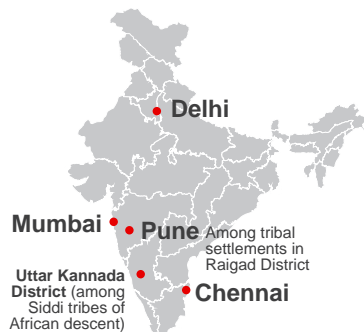 Delhi
Mumbai
Pune Among tribal
settlements in
Raigad District
Uttar Kannada
District (among
Siddi tribes of
African descent)
Chennai